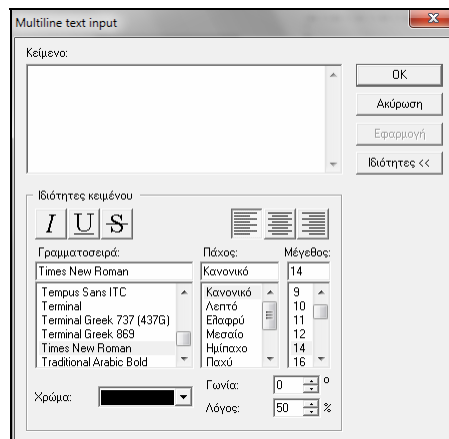 Multiline text input
Κείμενο:
OK
Ακύρωση
Εφαρμογή
Ιδιότητες <<
Ιδιότητες κειμένου
I U S
Γραμματοσειρά: Πάχος: Μέγεθος:
Times New Roman Κανονικό 14
Tempus Sans ITC Κανονικό 9
Terminal Λεπτό 10
Terminal Greek 737 (437G) Ελαφρύ 11
Terminal Greek 869 Μεσαίο 12
Times New Roman Ημίπαχο 14
Traditional Arabic Bold Παχύ 16
Χρώμα: Γωνία: 0 º
Λόγος: 50 %